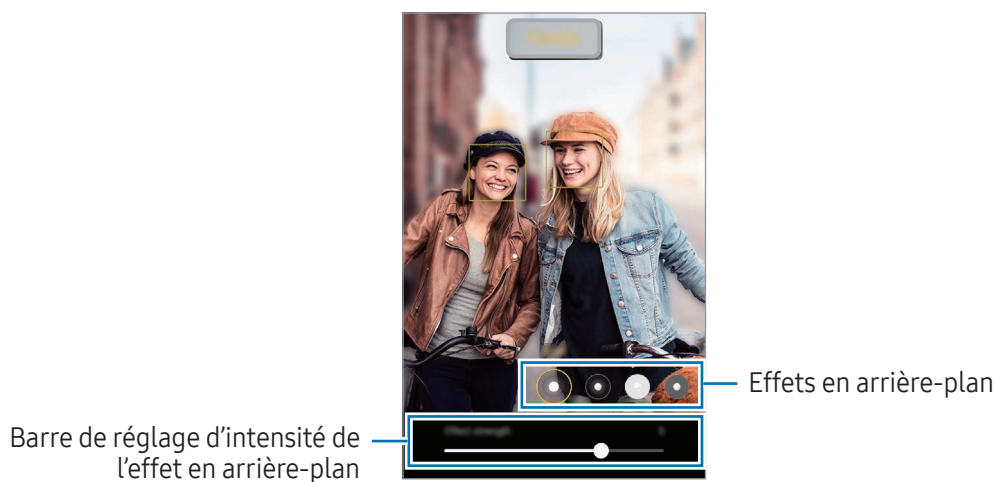 Effets en arrière-plan
Barre de réglage d’intensité de
l’effet en arrière-plan